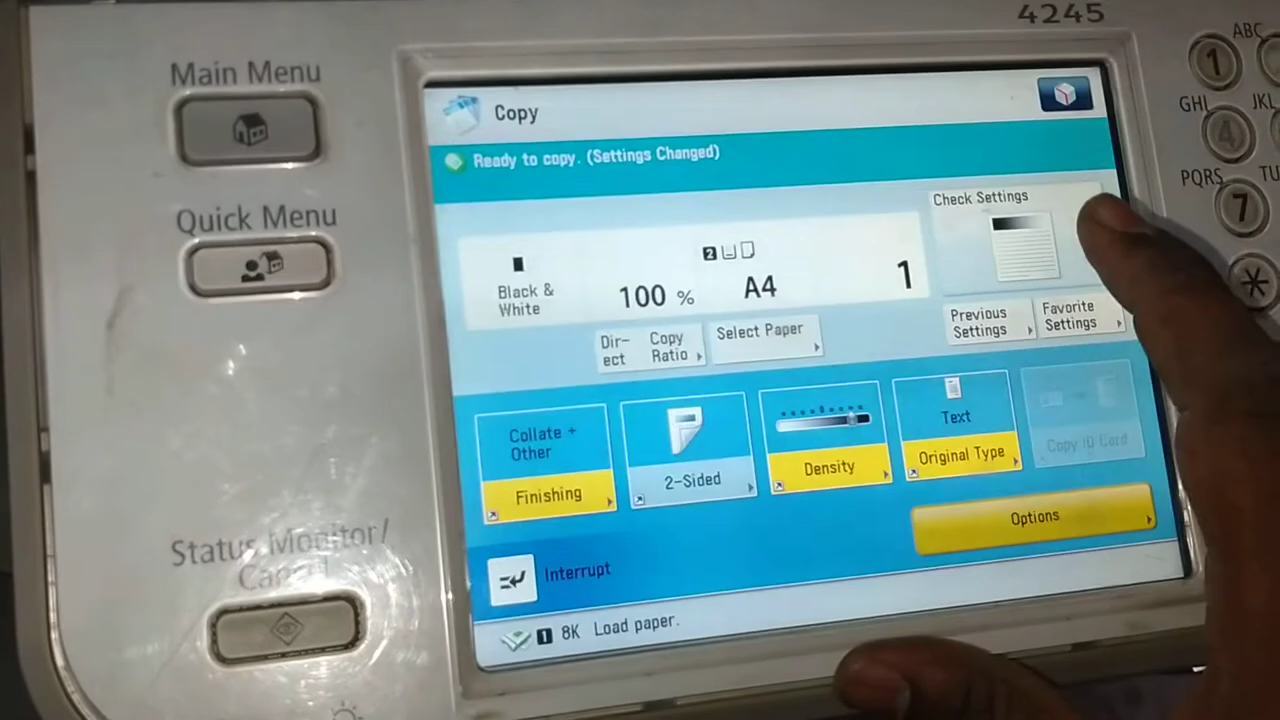 4245
Main Menu
Quick Menu
Status Monitor/
Cancel
Copy
Ready to copy. (Settings Changed)
Check Settings
Black &
White
100 %
2
A4
1
Dir-
ect
Copy
Ratio
Select Paper
Previous
Settings
Favorite
Settings
Collate +
Other
Finishing
2-Sided
Density
Text
Original Type
Copy ID Card
Options
Interrupt
1 8K Load paper.
ABC
1
GHI
JKL
4
PQRS
TU
7
*